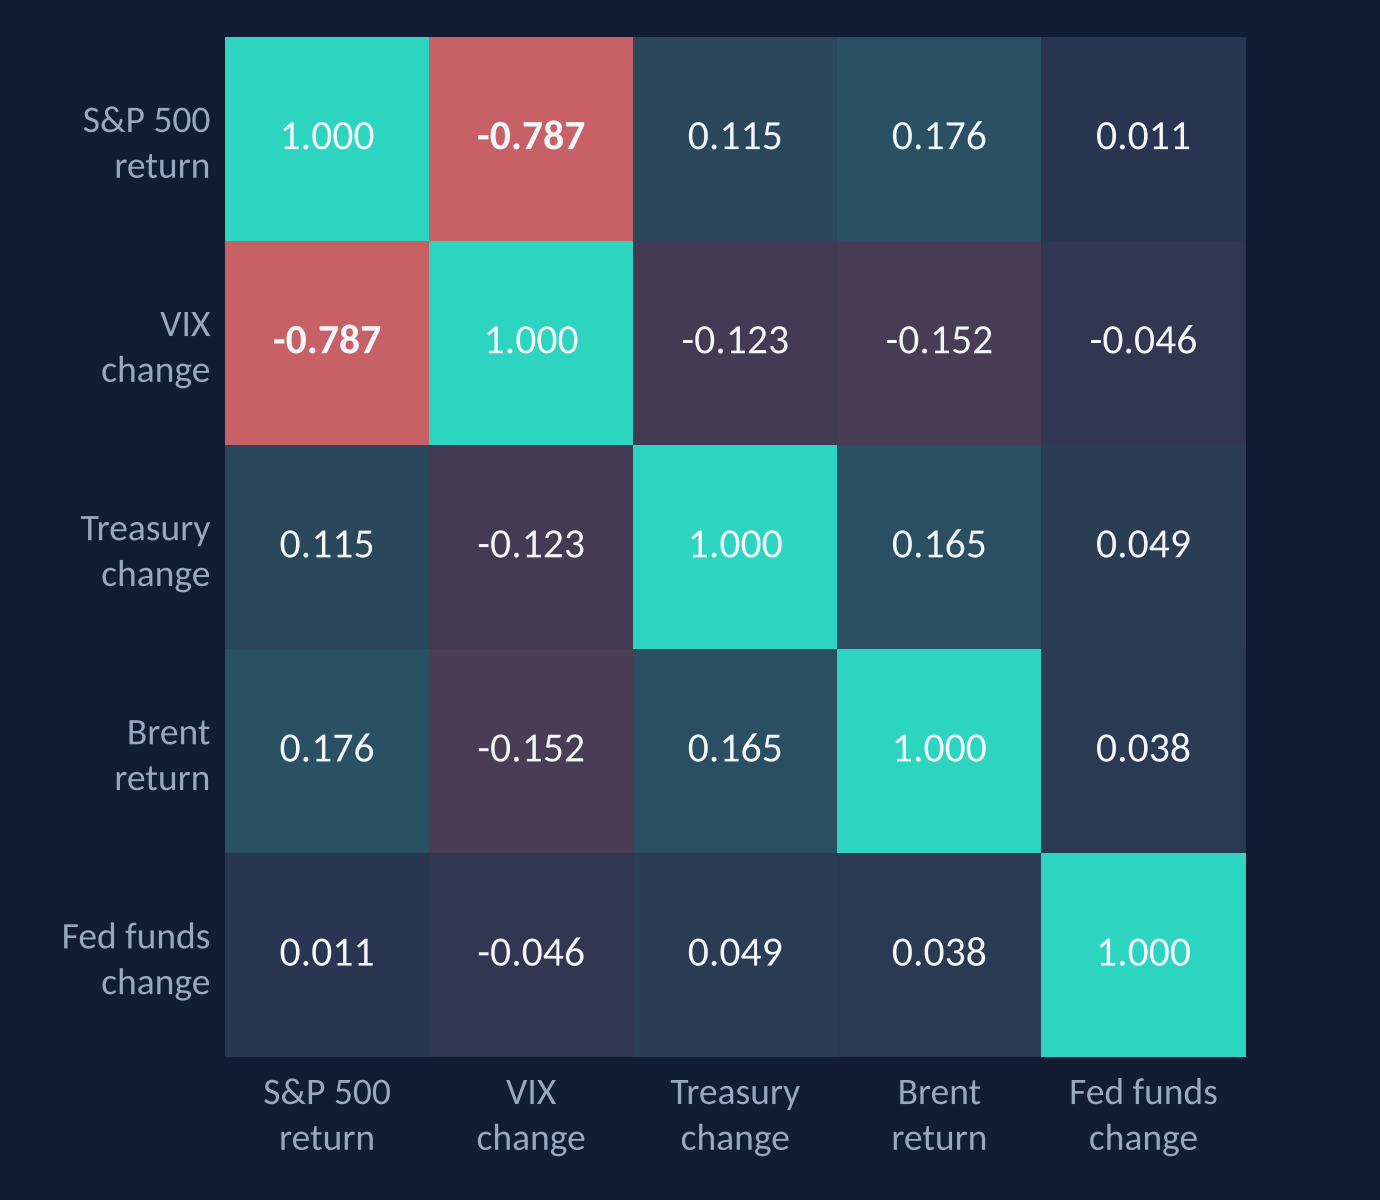 S&P 500
return
1.000
-0.787
0.115
0.176
0.011
VIX
change
-0.787
1.000
-0.123
-0.152
-0.046
Treasury
change
0.115
-0.123
1.000
0.165
0.049
Brent
return
0.176
-0.152
0.165
1.000
0.038
Fed funds
change
0.011
-0.046
0.049
0.038
1.000
S&P 500
return
VIX
change
Treasury
change
Brent
return
Fed funds
change